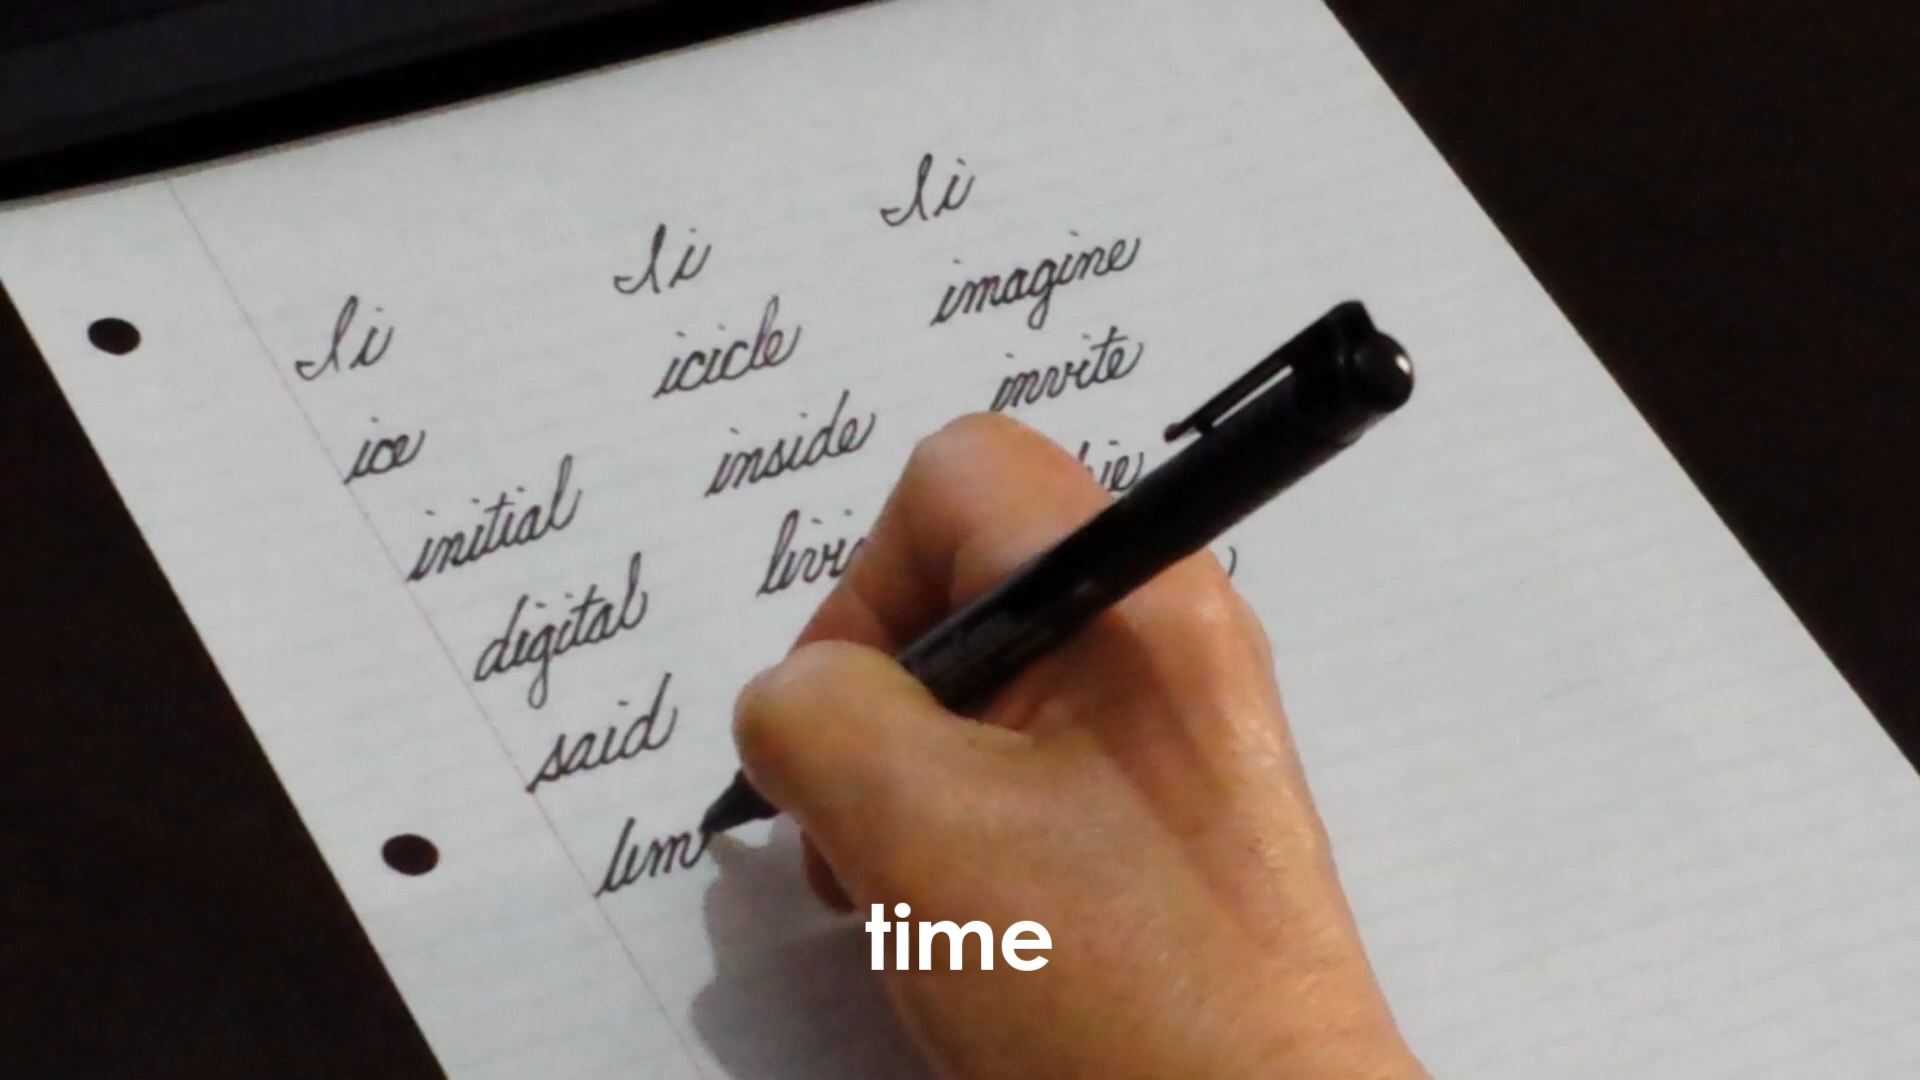 Ii Ii Ii
ice icicle imagine
initial inside invite
digital
said
time